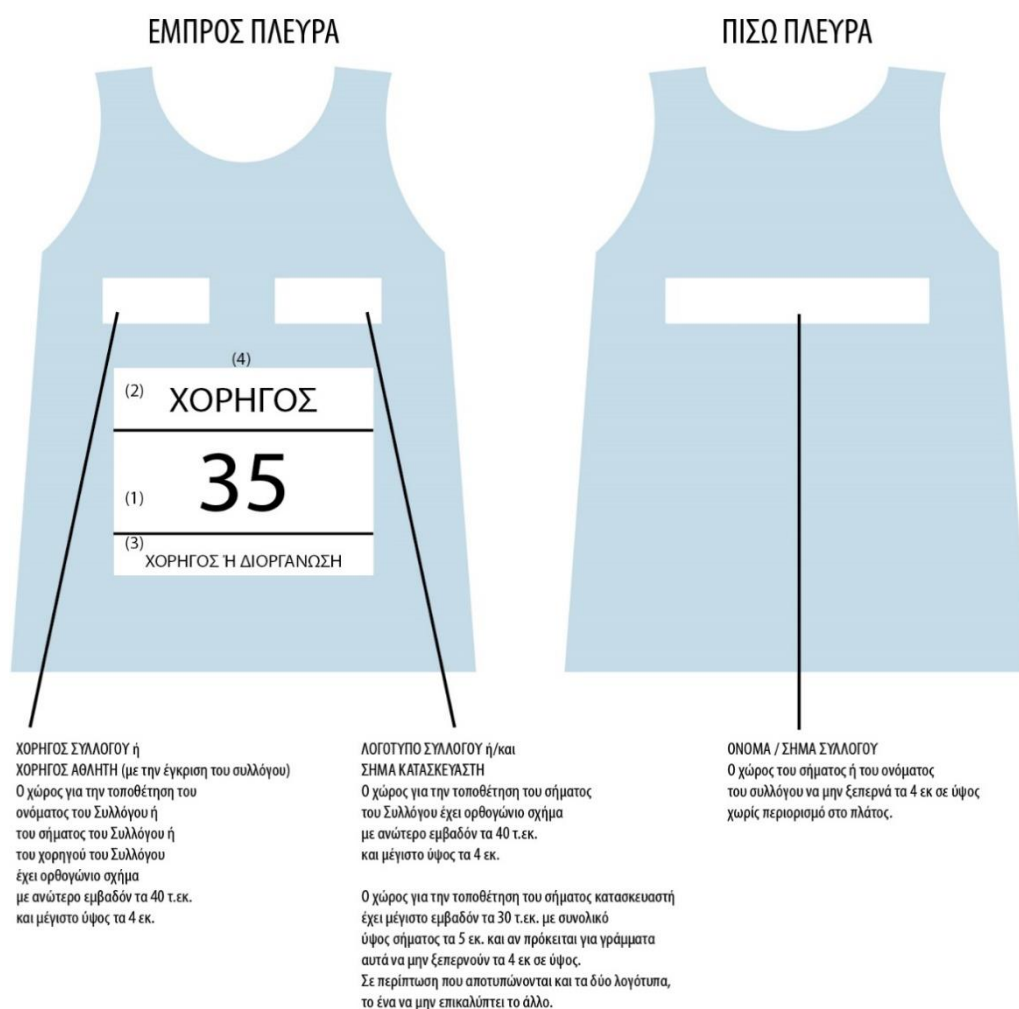 ΕΜΠΡΟΣ ΠΛΕΥΡΑ
ΠΙΣΩ ΠΛΕΥΡΑ
(4)
(2) ΧΟΡΗΓΟΣ
(1) 35
(3)
ΧΟΡΗΓΟΣ Ή ΔΙΟΡΓΑΝΩΣΗ
ΧΟΡΗΓΟΣ ΣΥΛΛΟΓΟΥ ή
ΧΟΡΗΓΟΣ ΑΘΛΗΤΗ (με την έγκριση του συλλόγου)
Ο χώρος για την τοποθέτηση του
ονόματος του Συλλόγου ή
του σήματος του Συλλόγου ή
του χορηγού του Συλλόγου
έχει ορθογώνιο σχήμα
με ανώτερο εμβαδόν τα 40 τ.εκ.
και μέγιστο ύψος τα 4 εκ.
ΛΟΓΟΤΥΠΟ ΣΥΛΛΟΓΟΥ ή/και
ΣΗΜΑ ΚΑΤΑΣΚΕΥΑΣΤΗ
Ο χώρος για την τοποθέτηση του σήματος
του Συλλόγου έχει ορθογώνιο σχήμα
με ανώτερο εμβαδόν τα 40 τ.εκ.
και μέγιστο ύψος τα 4 εκ.
Ο χώρος για την τοποθέτηση του σήματος κατασκευαστή
έχει μέγιστο εμβαδόν τα 30 τ.εκ. με συνολικό
ύψος σήματος τα 5 εκ. και αν πρόκειται για γράμματα
αυτά να μην ξεπερνούν τα 4 εκ σε ύψος.
Σε περίπτωση που αποτυπώνονται και τα δύο λογότυπα,
το ένα να μην επικαλύπτει το άλλο.
ΟΝΟΜΑ / ΣΗΜΑ ΣΥΛΛΟΓΟΥ
Ο χώρος του σήματος ή του ονόματος
του συλλόγου να μην ξεπερνά τα 4 εκ σε ύψος
χωρίς περιορισμό στο πλάτος.